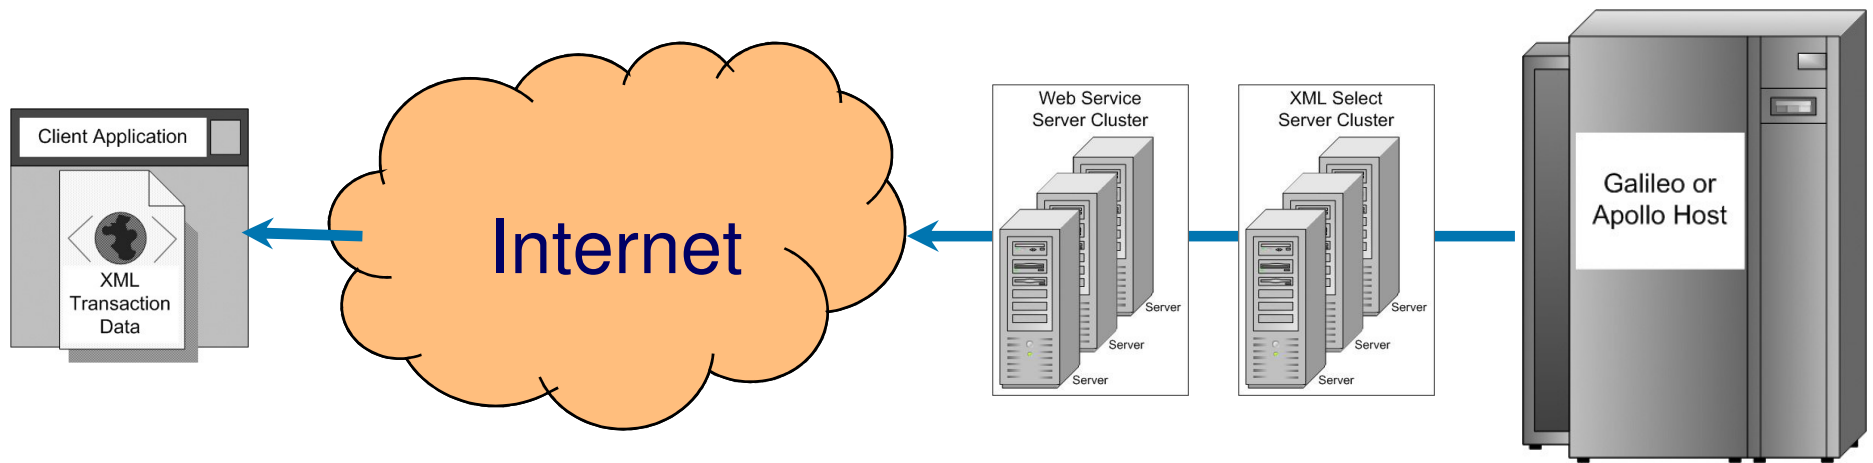 Client Application
XML
Transaction
Data
Internet
Web Service
Server Cluster
Server
Server
Server
XML Select
Server Cluster
Server
Server
Server
Galileo or
Apollo Host